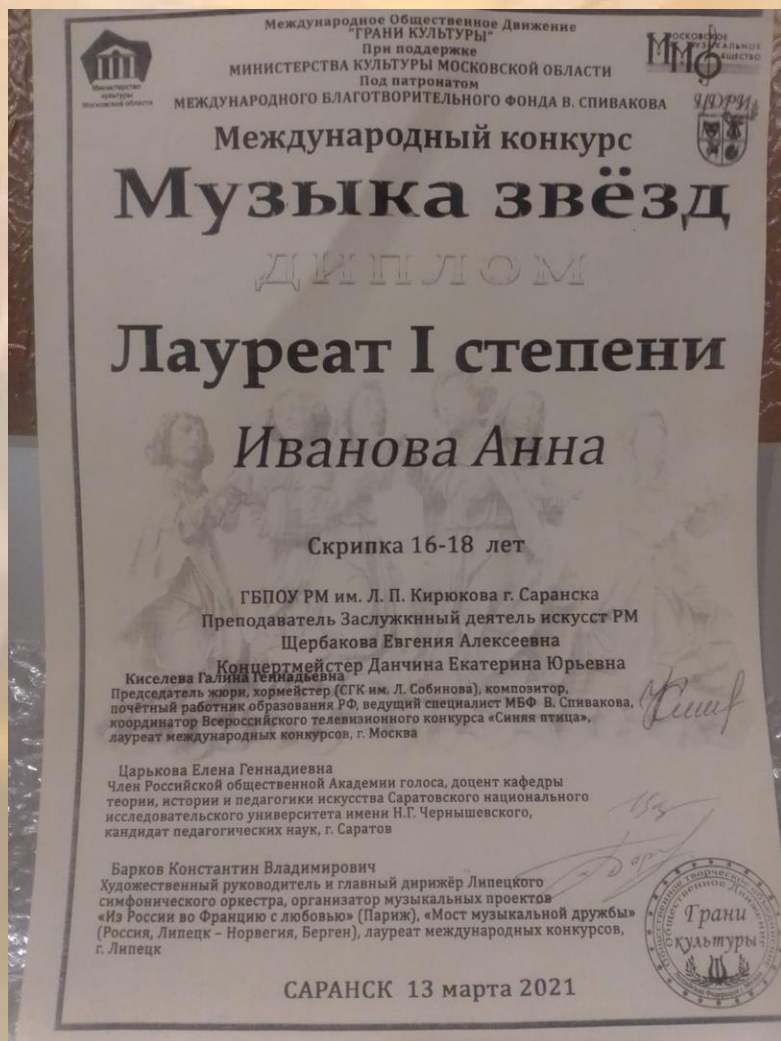 Министерство
культуры
Московской области
Международное Общественное Движение
"ГРАНИ КУЛЬТУРЫ"
При поддержке
МИНИСТЕРСТВА КУЛЬТУРЫ МОСКОВСКОЙ ОБЛАСТИ
Под патронатом
МЕЖДУНАРОДНОГО БЛАГОТВОРИТЕЛЬНОГО ФОНДА В. СПИВАКОВА
МОСКОВСКОЕ
МУЗЫКАЛЬНОЕ
ОБЩЕСТВО
ЦДРИ
Международный конкурс
Музыка звёзд
ДИПЛОМ
Лауреат I степени
Иванова Анна
Скрипка 16-18 лет
ГБПОУ РМ им. Л. П. Кирюкова г. Саранска
Преподаватель Заслужкнный деятель искусст РМ
Щербакова Евгения Алексеевна
Концертмейстер Данчина Екатерина Юрьевна
Киселева Галина Геннадьевна
Председатель жюри, хормейстер (СГК им. Л. Собинова), композитор,
почётный работник образования РФ, ведущий специалист МБФ В. Спивакова,
координатор Всероссийского телевизионного конкурса «Синяя птица»,
лауреат международных конкурсов, г. Москва
Царькова Елена Геннадиевна
Член Российской общественной Академии голоса, доцент кафедры
теории, истории и педагогики искусства Саратовского национального
исследовательского университета имени Н.Г. Чернышевского,
кандидат педагогических наук, г. Саратов
Барков Константин Владимирович
Художественный руководитель и главный дирижёр Липецкого
симфонического оркестра, организатор музыкальных проектов
«Из России во Францию с любовью» (Париж), «Мост музыкальной дружбы»
(Россия, Липецк – Норвегия, Берген), лауреат международных конкурсов,
г. Липецк
Общественное Движение
Грани
культуры
САРАНСК 13 марта 2021